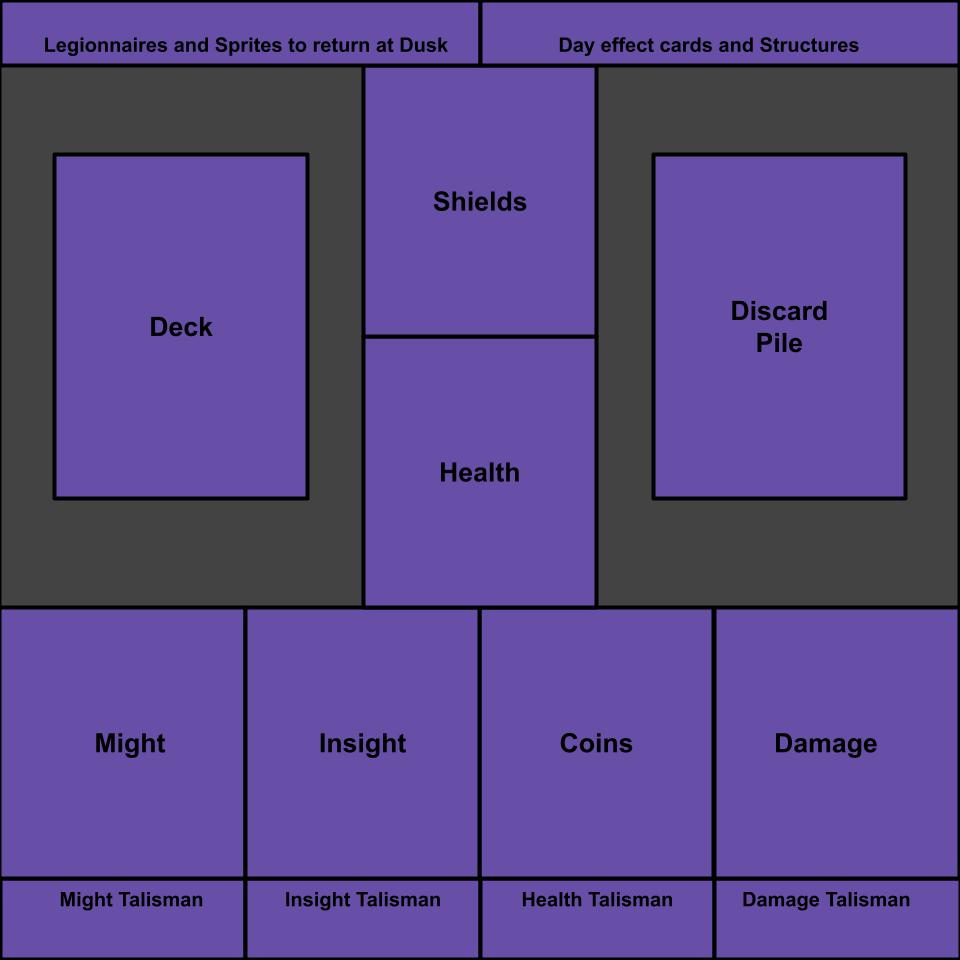 Legionnaires and Sprites to return at Dusk
Day effect cards and Structures
Shields
Deck
Discard
Pile
Health
Might
Insight
Coins
Damage
Might Talisman
Insight Talisman
Health Talisman
Damage Talisman